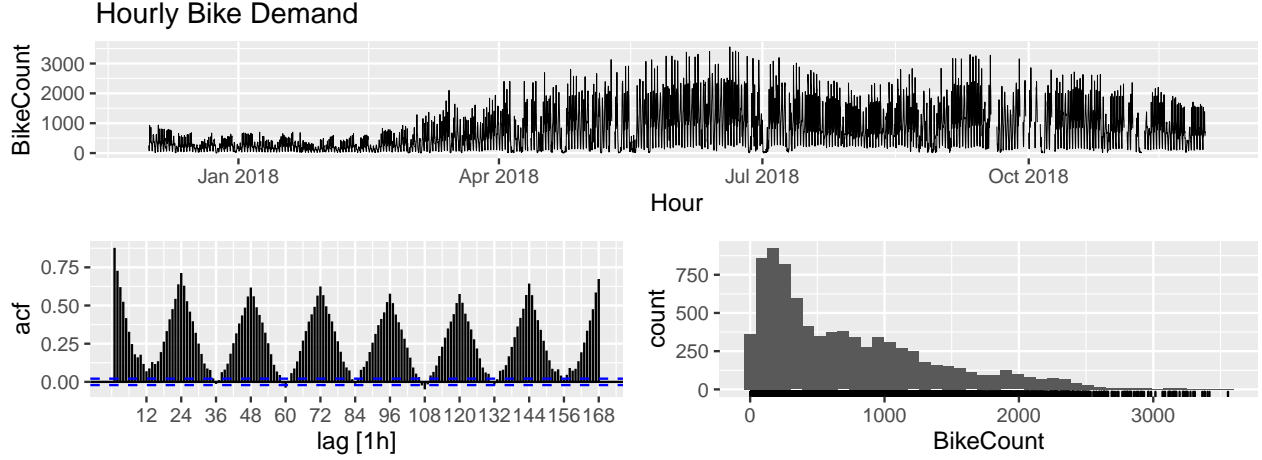 Hourly Bike Demand
BikeCount
3000
2000
1000
0
Jan 2018
Apr 2018
Jul 2018
Oct 2018
Hour
acf
0.75
0.50
0.25
0.00
12 24 36 48 60 72 84 96 108 120 132 144 156 168
lag [1h]
count
750
500
250
0
0
1000
2000
3000
BikeCount